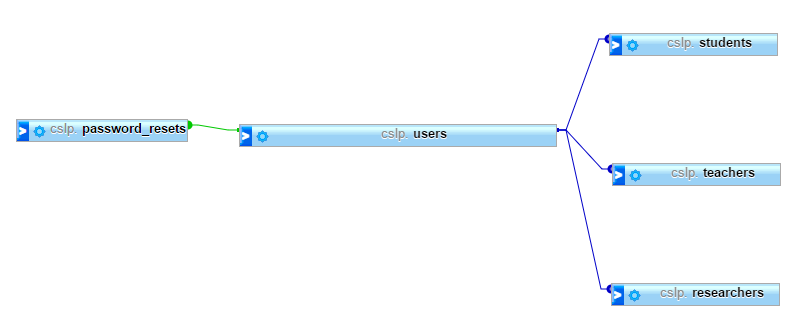 cslp. students
cslp. password_resets
cslp. users
cslp. teachers
cslp. researchers